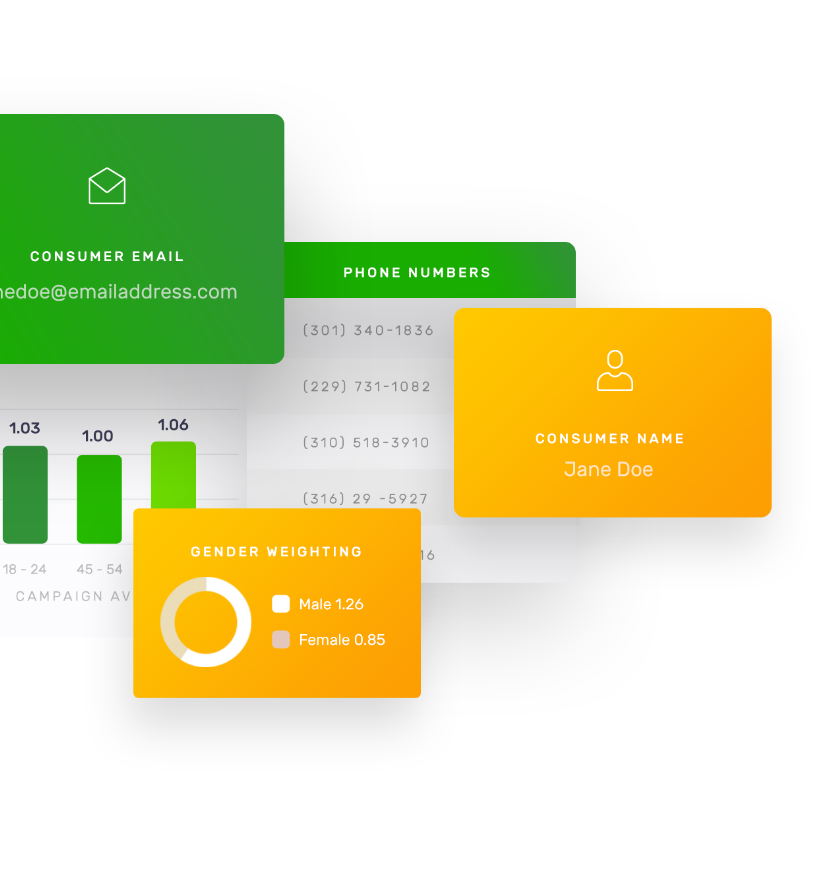 CONSUMER EMAIL
nedoe@emailaddress.com
PHONE NUMBERS
(301) 340-1836
(229) 731-1082
(310) 518-3910
(316) 29 -5927
16
CONSUMER NAME
Jane Doe
1.03 1.00 1.06
18 - 24 45 - 54
CAMPAIGN AV
GENDER WEIGHTING
Male 1.26
Female 0.85